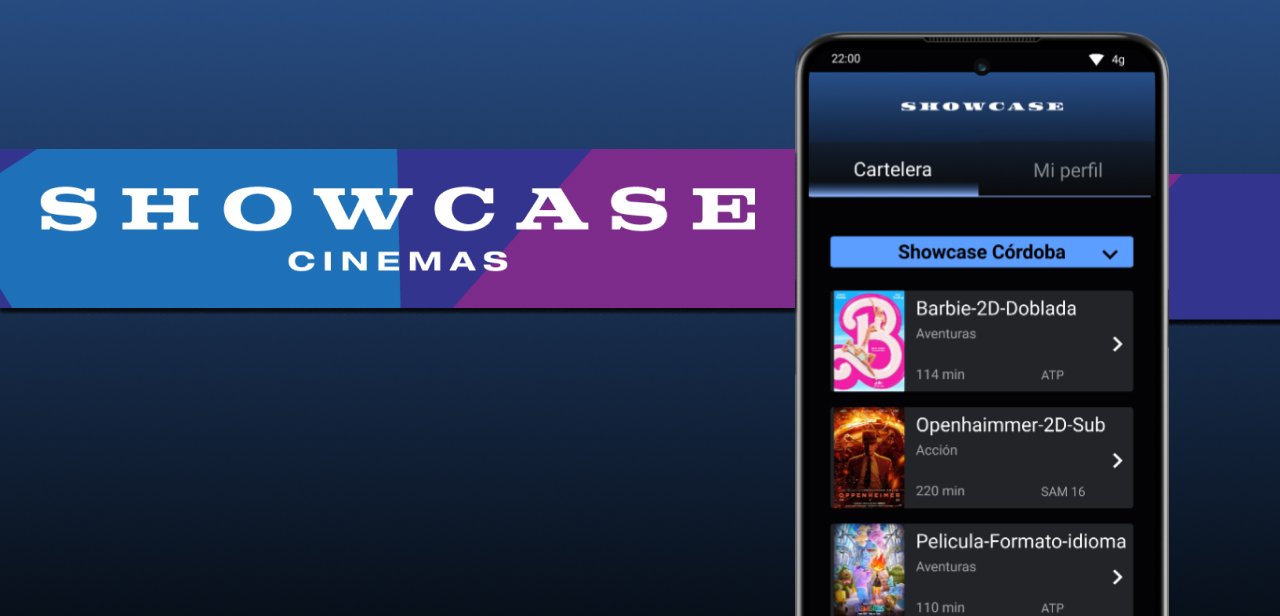 SHOWCASE
CINEMAS
22:00
4g
SHOWCASE
Cartelera
Mi perfil
Showcase Córdoba
Barbie-2D-Doblada
Aventuras
114 min
ATP
Openhaimmer-2D-Sub
Acción
220 min
SAM 16
OPPENHEIMER
Pelicula-Formato-idioma
Aventuras
110 min
ATP